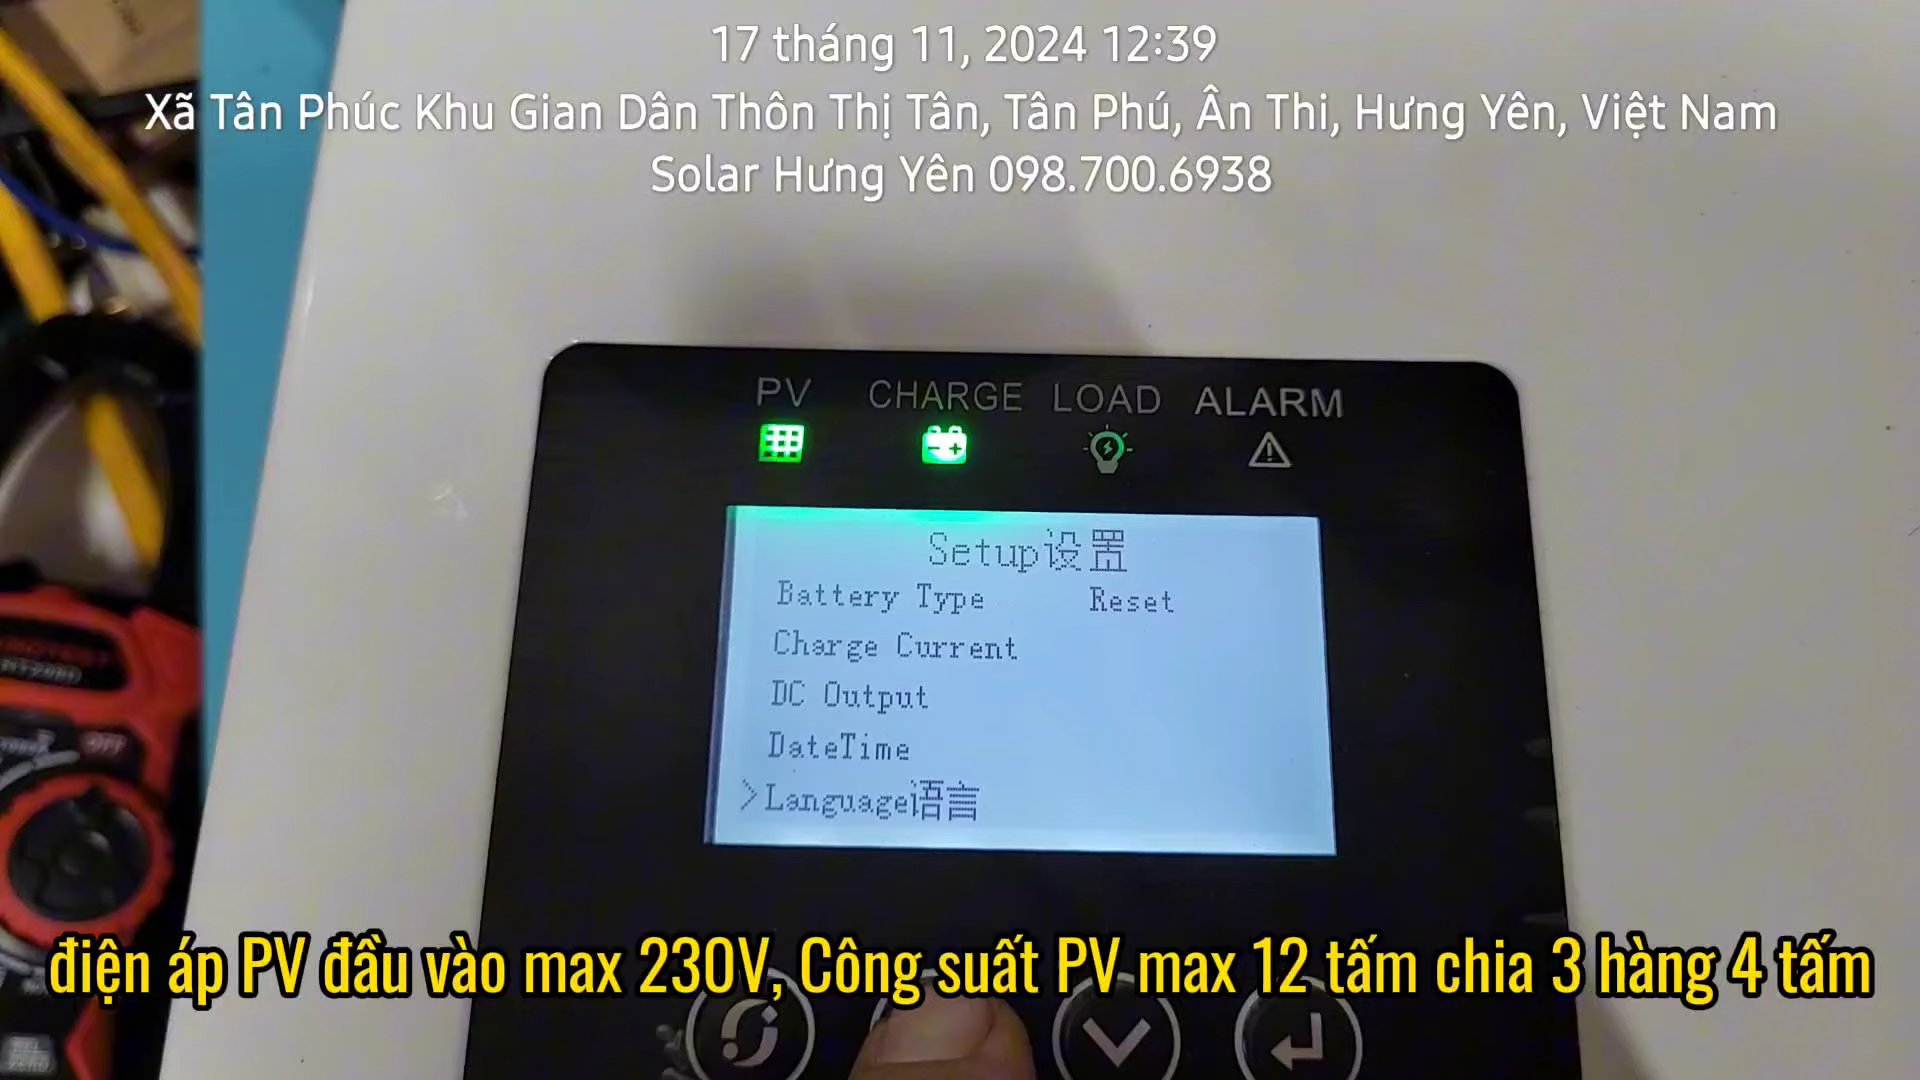 17 tháng 11, 2024 12:39
Xã Tân Phúc Khu Gian Dân Thôn Thị Tân, Tân Phú, Ân Thi, Hưng Yên, Việt Nam
Solar Hưng Yên 098.700.6938
PV CHARGE LOAD ALARM
Setup设置
Battery Type Reset
Charge Current
DC Output
DateTime
>Language语言
điện áp PV đầu vào max 230V, Công suất PV max 12 tấm chia 3 hàng 4 tấm
OFF